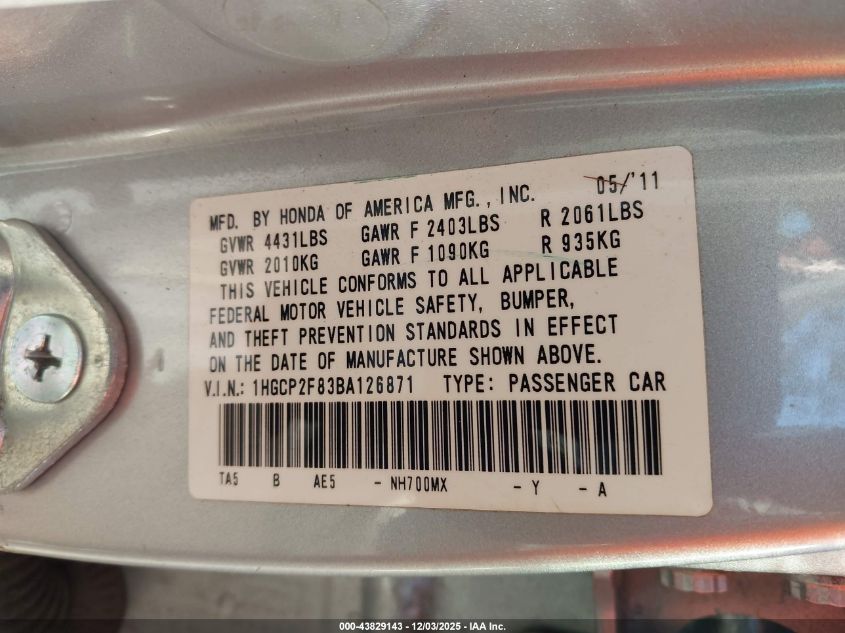 MFD. BY HONDA OF AMERICA MFG., INC. 05/'11
GVWR 4431LBS GAWR F 2403LBS R 2061LBS
GVWR 2010KG GAWR F 1090KG R 935KG
THIS VEHICLE CONFORMS TO ALL APPLICABLE
FEDERAL MOTOR VEHICLE SAFETY, BUMPER,
AND THEFT PREVENTION STANDARDS IN EFFECT
ON THE DATE OF MANUFACTURE SHOWN ABOVE.
V.I.N.: 1HGCP2F83BA126871 TYPE: PASSENGER CAR
TA5 B AE5 - NH700MX - Y - A
000-43829143 - 12/03/2025 - IAA Inc.